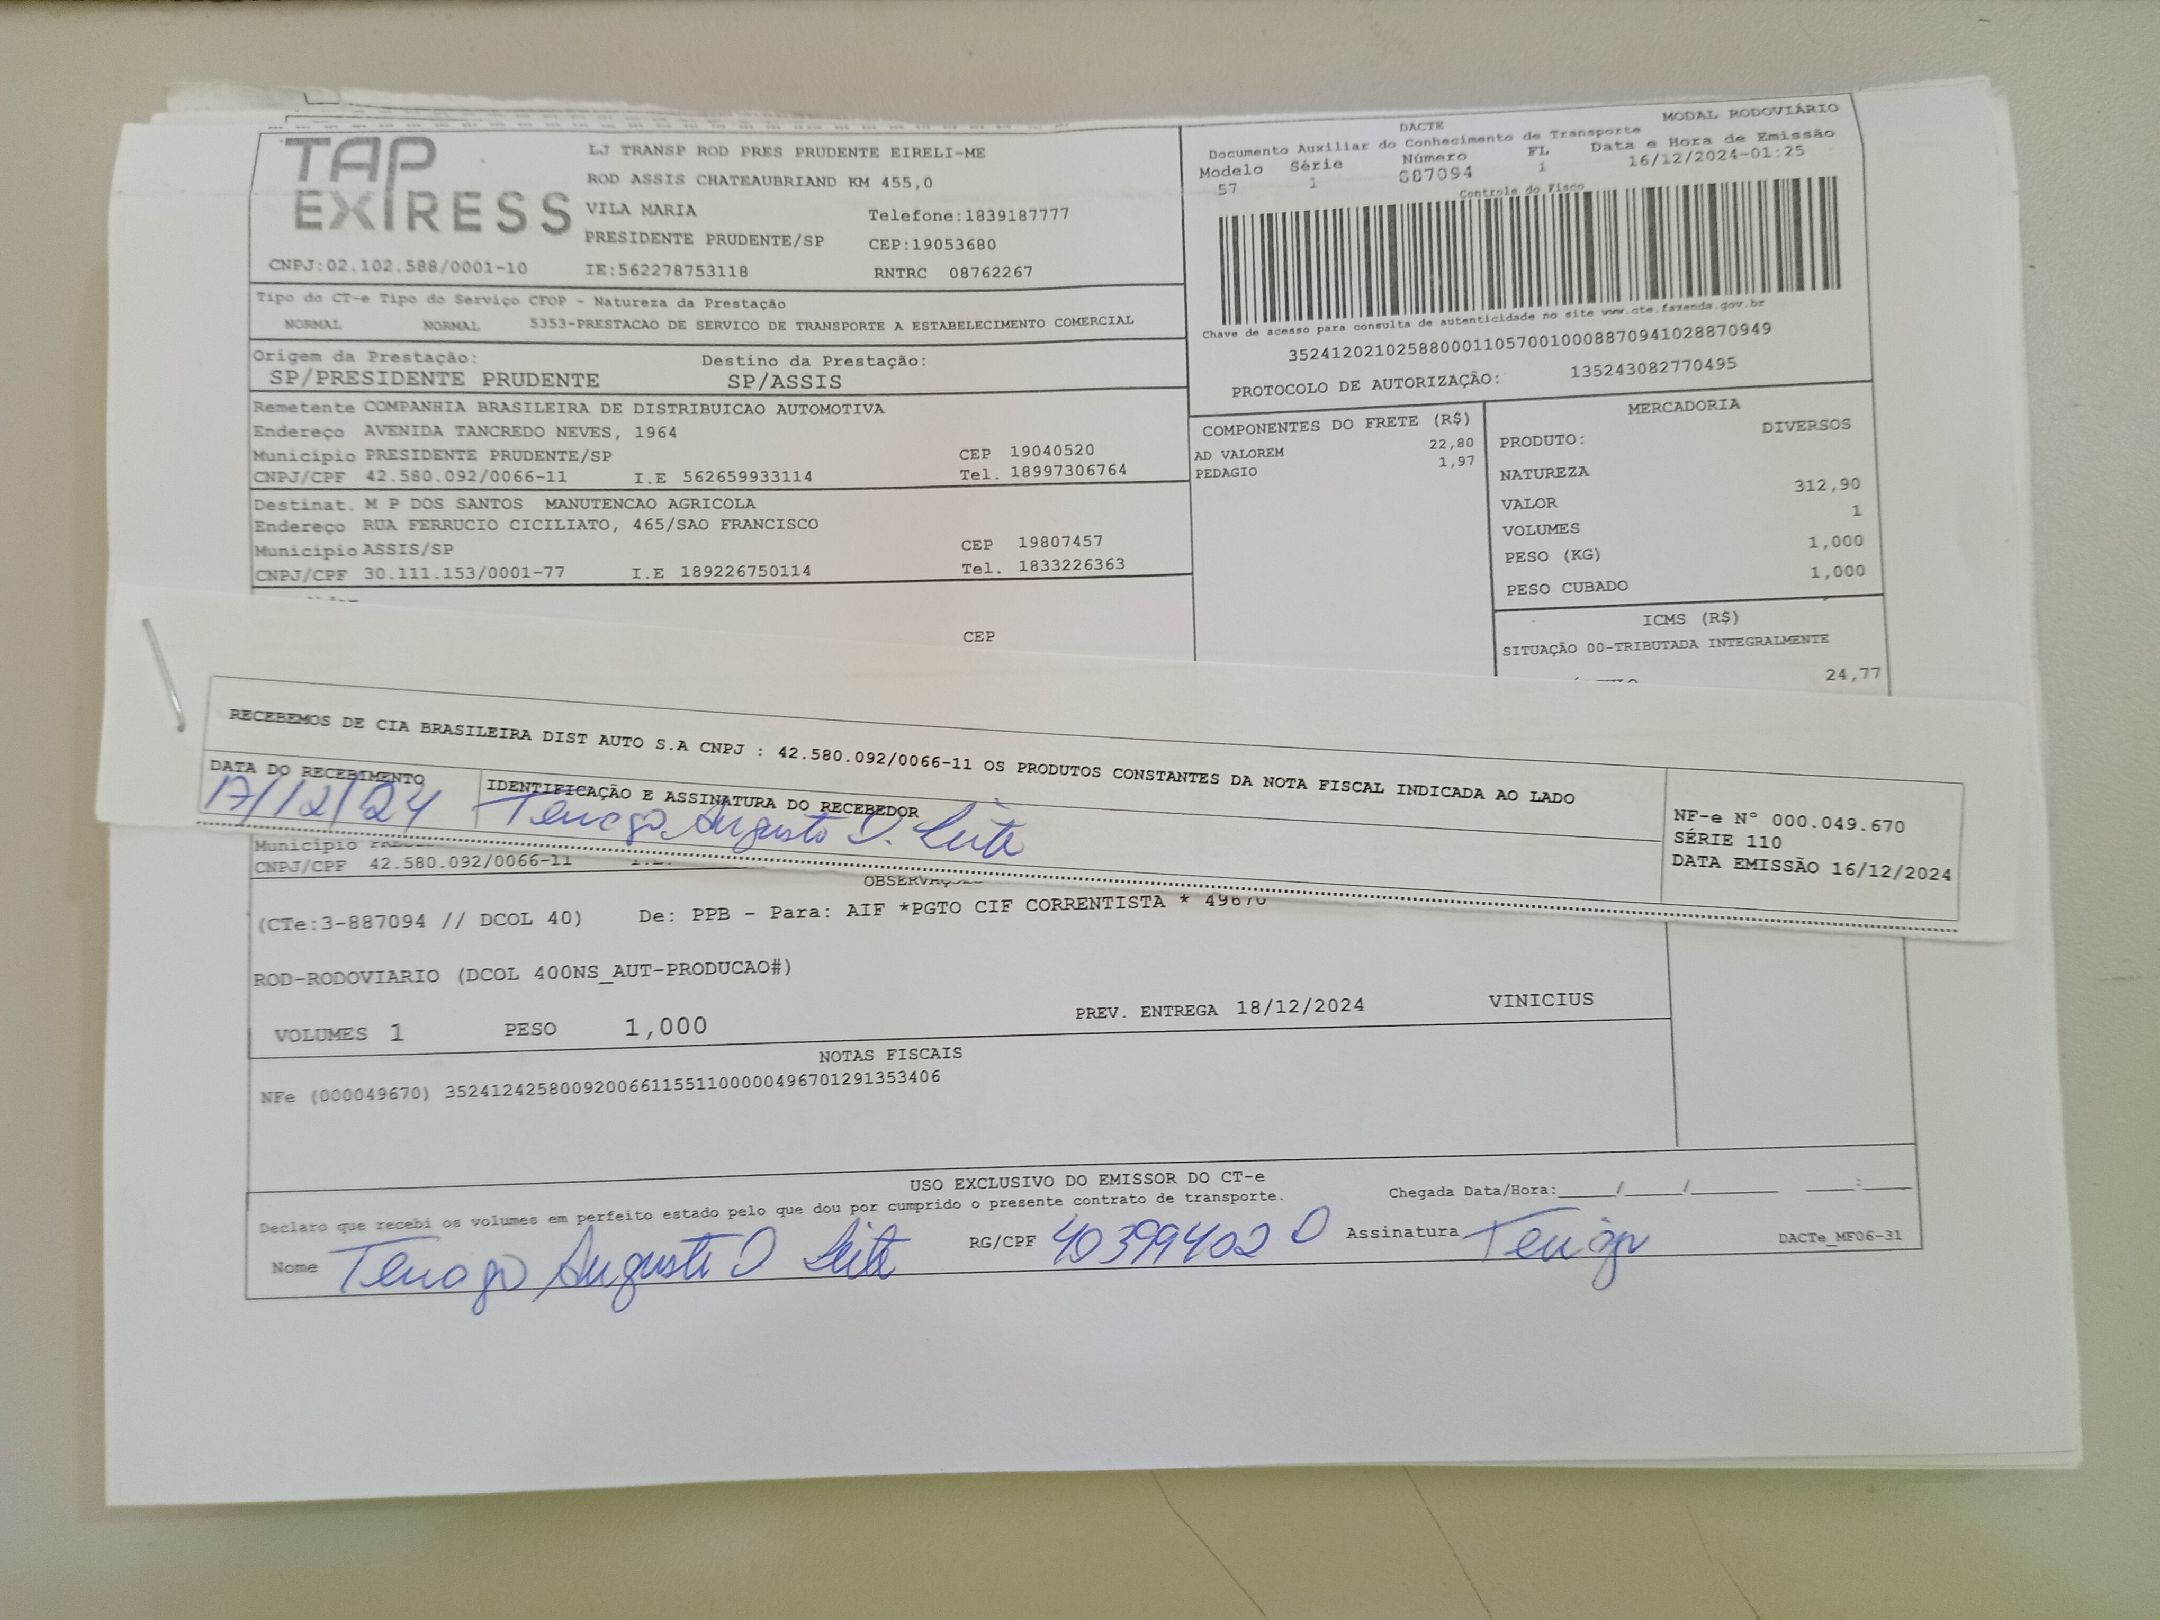 TAP
EXPRESS
LJ TRANSP ROD PRES PRUDENTE EIRELI-ME
ROD ASSIS CHATEAUBRIAND KM 455,0
VILA MARIA Telefone:1839187777
PRESIDENTE PRUDENTE/SP CEP:19053680
CNPJ:02.102.588/0001-10 IE:562278753118 RNTRC 08762267
MODAL RODOVIÁRIO
DACTE
Documento Auxiliar do Conhecimento de Transporte
Modelo Série Número FL Data e Hora de Emissão
57 1 887094 1 16/12/2024-01:25
Controle do Fisco
Chave de acesso para consulta de autenticidade no site www.cte.fazenda.gov.br
35241202102588000110570010008870941028870949
PROTOCOLO DE AUTORIZAÇÃO: 135243082770495
Tipo do CT-e Tipo do Serviço CFOP - Natureza da Prestação
NORMAL NORMAL 5353-PRESTACAO DE SERVICO DE TRANSPORTE A ESTABELECIMENTO COMERCIAL
Origem da Prestação: Destino da Prestação:
SP/PRESIDENTE PRUDENTE SP/ASSIS
Remetente COMPANHIA BRASILEIRA DE DISTRIBUICAO AUTOMOTIVA
Endereço AVENIDA TANCREDO NEVES, 1964
Município PRESIDENTE PRUDENTE/SP CEP 19040520
CNPJ/CPF 42.580.092/0066-11 I.E 562659933114 Tel. 18997306764
Destinat. M P DOS SANTOS MANUTENCAO AGRICOLA
Endereço RUA FERRUCIO CICILIATO, 465/SAO FRANCISCO
Município ASSIS/SP CEP 19807457
CNPJ/CPF 30.111.153/0001-77 I.E 189226750114 Tel. 1833226363
CEP
COMPONENTES DO FRETE (R$)
AD VALOREM 22,80
PEDAGIO 1,97
MERCADORIA
PRODUTO: DIVERSOS
NATUREZA
VALOR 312,90
VOLUMES 1
PESO (KG) 1,000
PESO CUBADO 1,000
ICMS (R$)
SITUAÇÃO 00-TRIBUTADA INTEGRALMENTE
24,77
RECEBEMOS DE CIA BRASILEIRA DIST AUTO S.A CNPJ : 42.580.092/0066-11 OS PRODUTOS CONSTANTES DA NOTA FISCAL INDICADA AO LADO
DATA DO RECEBIMENTO IDENTIFICAÇÃO E ASSINATURA DO RECEBEDOR
17/12/24 Augusto D. Leite
NF-e Nº 000.049.670
SÉRIE 110
DATA EMISSÃO 16/12/2024
Município
CNPJ/CPF 42.580.092/0066-11
(CTe:3-887094 // DCOL 40) De: PPB - Para: AIF *PGTO CIF CORRENTISTA * 49670
ROD-RODOVIARIO (DCOL 400NS_AUT-PRODUCAO#)
VOLUMES 1 PESO 1,000 PREV. ENTREGA 18/12/2024 VINICIUS
NOTAS FISCAIS
NFe (000049670) 35241242580092006611551100000496701291353406
USO EXCLUSIVO DO EMISSOR DO CT-e
Declaro que recebi os volumes em perfeito estado pelo que dou por cumprido o presente contrato de transporte. Chegada Data/Hora:____/____/______ ____:____
Nome Augusto D Leite RG/CPF Assinatura DACTe_MF06-31